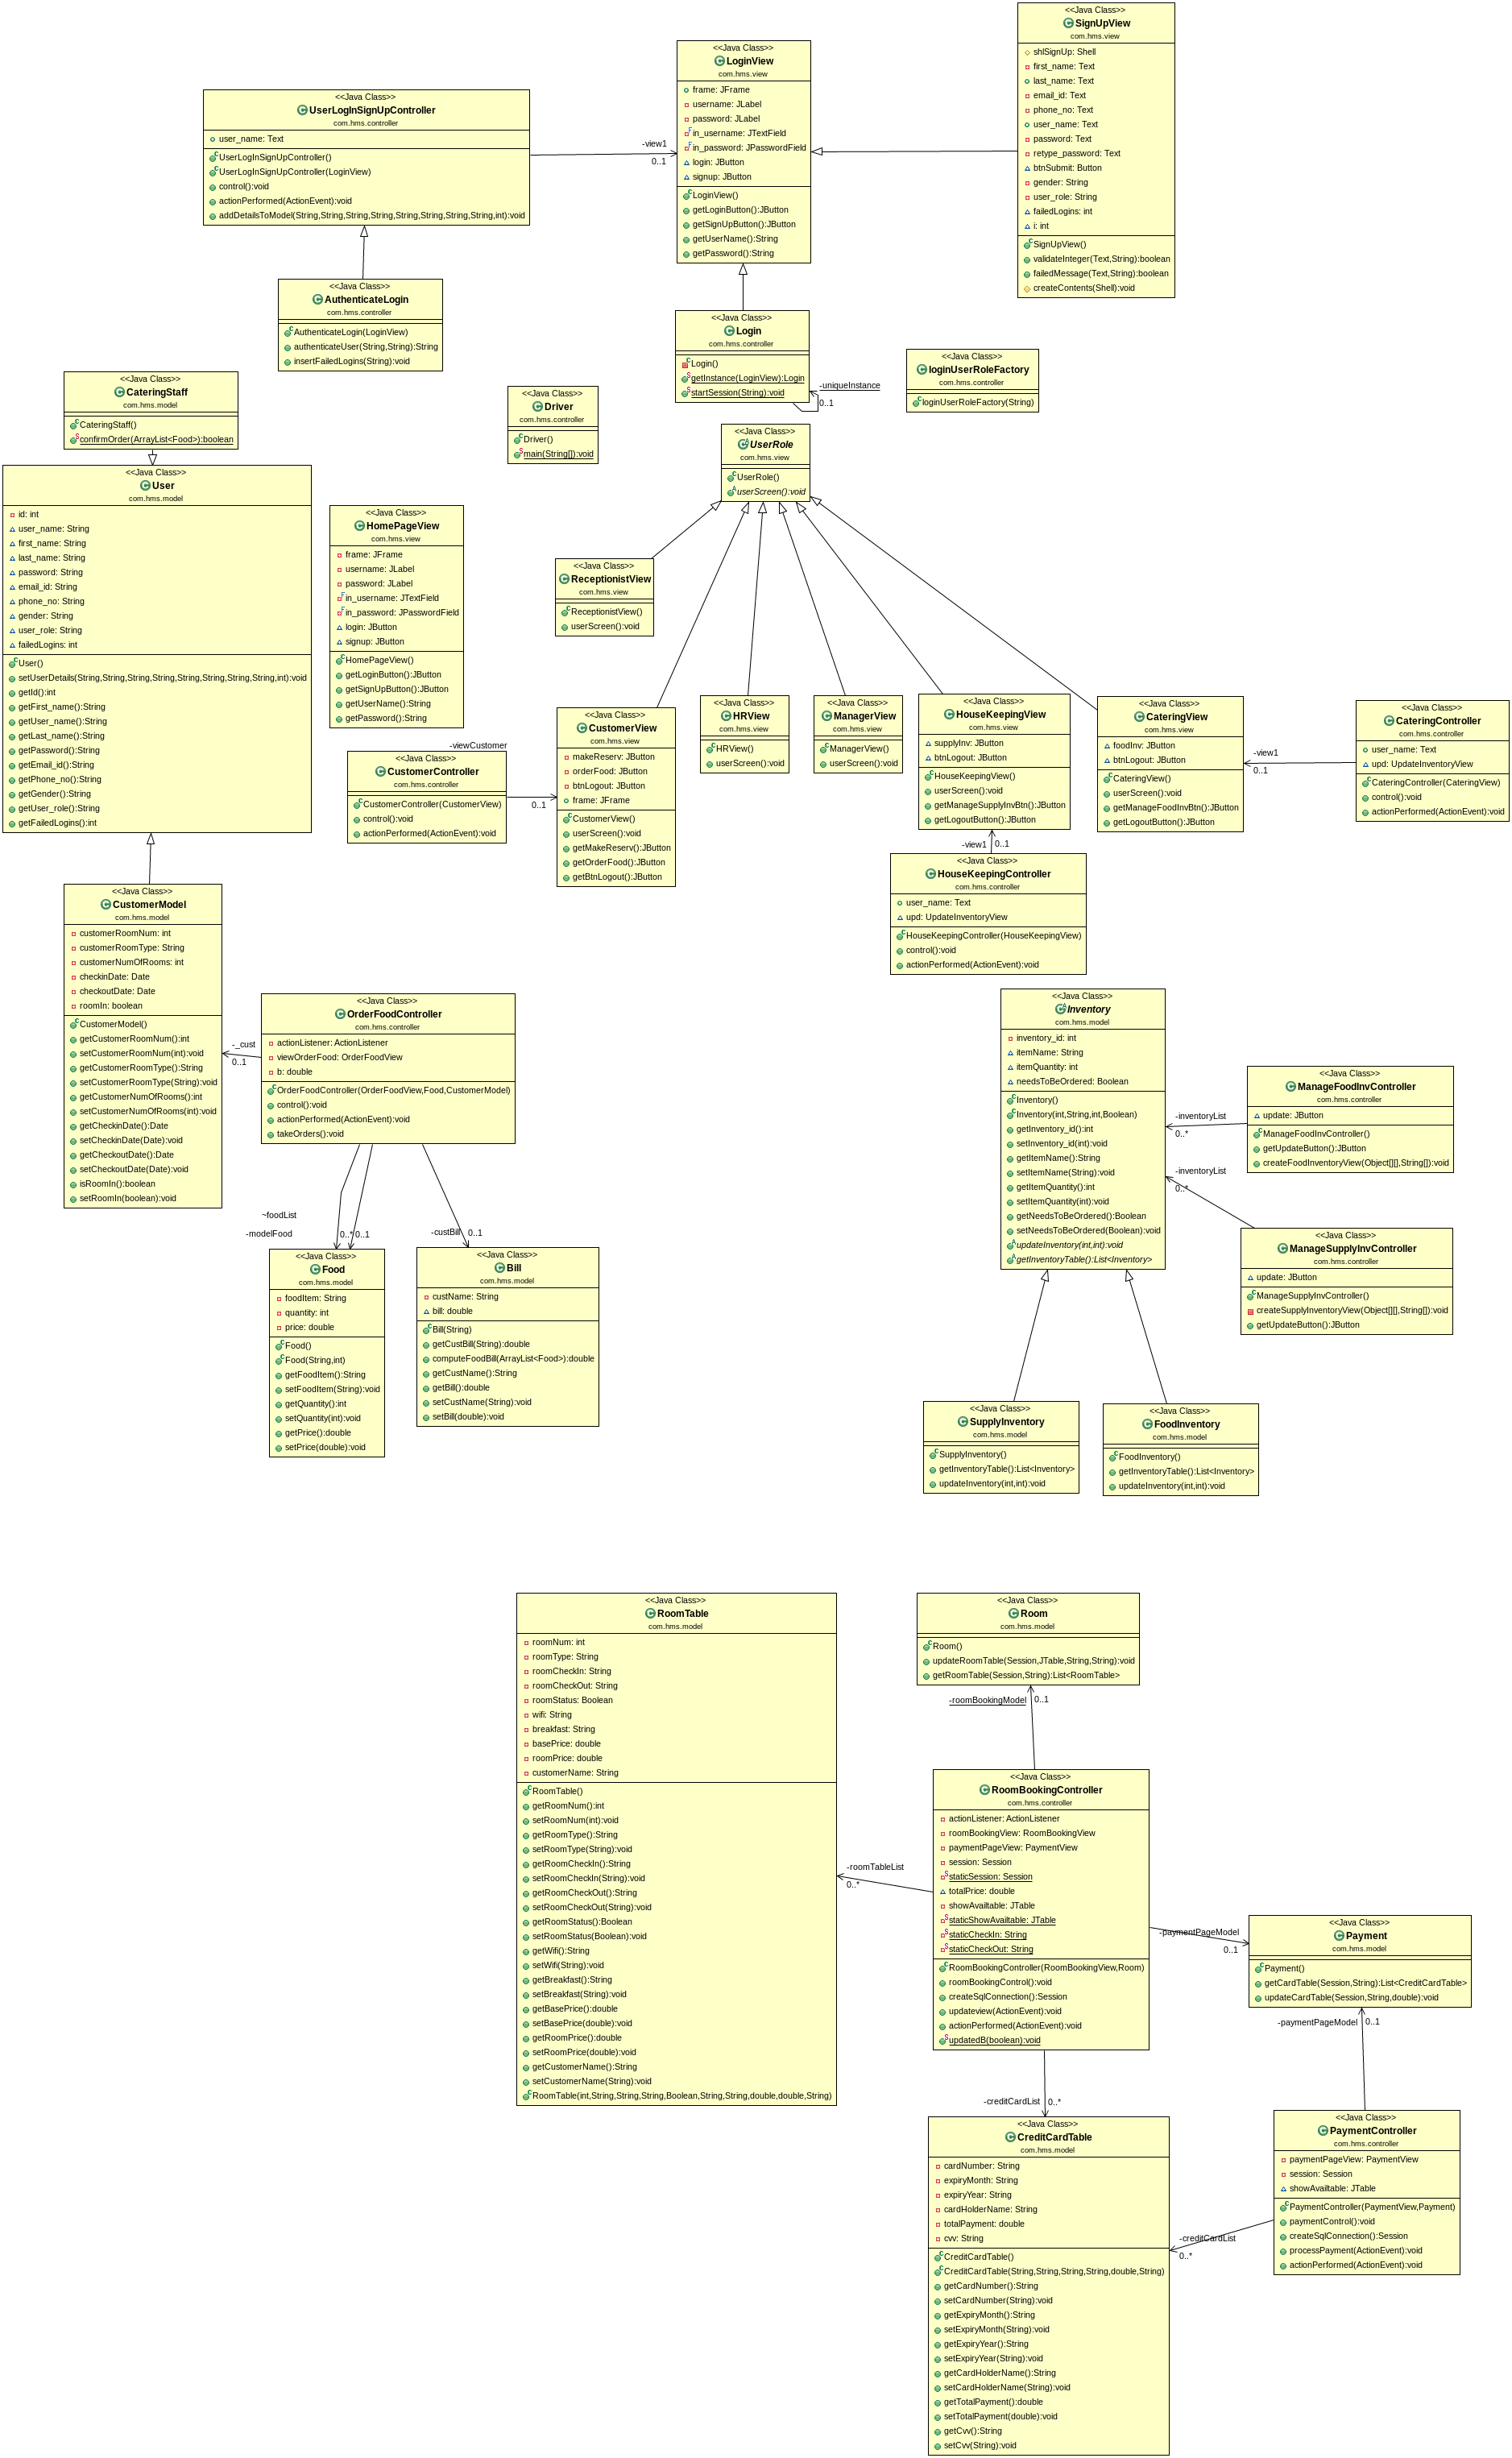 <<Java Class>>
SignUpView
com.hms.view
shlSignUp: Shell
first_name: Text
last_name: Text
email_id: Text
phone_no: Text
user_name: Text
password: Text
retype_password: Text
btnSubmit: Button
gender: String
user_role: String
failedLogins: int
i: int
SignUpView()
validateInteger(Text,String):boolean
failedMessage(Text,String):boolean
createContents(Shell):void
<<Java Class>>
LoginView
com.hms.view
frame: JFrame
username: JLabel
password: JLabel
in_username: JTextField
in_password: JPasswordField
login: JButton
signup: JButton
LoginView()
getLoginButton():JButton
getSignUpButton():JButton
getUserName():String
getPassword():String
<<Java Class>>
UserLogInSignUpController
com.hms.controller
user_name: Text
UserLogInSignUpController()
UserLogInSignUpController(LoginView)
control():void
actionPerformed(ActionEvent):void
addDetailsToModel(String,String,String,String,String,String,String,int):void
-view1
0..1
<<Java Class>>
AuthenticateLogin
com.hms.controller
AuthenticateLogin(LoginView)
authenticateUser(String,String):String
insertFailedLogins(String):void
<<Java Class>>
Login
com.hms.controller
Login()
getInstance(LoginView):Login
startSession(String):void
-uniqueInstance
0..1
<<Java Class>>
loginUserRoleFactory
com.hms.controller
loginUserRoleFactory(String)
<<Java Class>>
CateringStaff
com.hms.model
CateringStaff()
confirmOrder(ArrayList<Food>):boolean
<<Java Class>>
Driver
com.hms.controller
Driver()
main(String[]):void
<<Java Class>>
UserRole
com.hms.view
UserRole()
userScreen():void
<<Java Class>>
User
com.hms.model
id: int
user_name: String
first_name: String
last_name: String
password: String
email_id: String
phone_no: String
gender: String
user_role: String
failedLogins: int
User()
setUserDetails(String,String,String,String,String,String,String,String,int):void
getId():int
getFirst_name():String
getUser_name():String
getLast_name():String
getPassword():String
getEmail_id():String
getPhone_no():String
getGender():String
getUser_role():String
getFailedLogins():int
<<Java Class>>
HomePageView
com.hms.view
frame: JFrame
username: JLabel
password: JLabel
in_username: JTextField
in_password: JPasswordField
login: JButton
signup: JButton
HomePageView()
getLoginButton():JButton
getSignUpButton():JButton
getUserName():String
getPassword():String
<<Java Class>>
ReceptionistView
com.hms.view
ReceptionistView()
userScreen():void
<<Java Class>>
CustomerView
com.hms.view
makeReserv: JButton
orderFood: JButton
btnLogout: JButton
frame: JFrame
CustomerView()
userScreen():void
getMakeReserv():JButton
getOrderFood():JButton
getBtnLogout():JButton
<<Java Class>>
HRView
com.hms.view
HRView()
userScreen():void
<<Java Class>>
ManagerView
com.hms.view
ManagerView()
userScreen():void
<<Java Class>>
HouseKeepingView
com.hms.view
supplyInv: JButton
btnLogout: JButton
HouseKeepingView()
userScreen():void
getManageSupplyInvBtn():JButton
getLogoutButton():JButton
<<Java Class>>
CateringView
com.hms.view
foodInv: JButton
btnLogout: JButton
CateringView()
userScreen():void
getManageFoodInvBtn():JButton
getLogoutButton():JButton
-view1
0..1
<<Java Class>>
CateringController
com.hms.controller
user_name: Text
upd: UpdateInventoryView
CateringController(CateringView)
control():void
actionPerformed(ActionEvent):void
-viewCustomer
0..1
<<Java Class>>
CustomerController
com.hms.controller
CustomerController(CustomerView)
control():void
actionPerformed(ActionEvent):void
-view1
0..1
<<Java Class>>
HouseKeepingController
com.hms.controller
user_name: Text
upd: UpdateInventoryView
HouseKeepingController(HouseKeepingView)
control():void
actionPerformed(ActionEvent):void
<<Java Class>>
CustomerModel
com.hms.model
customerRoomNum: int
customerRoomType: String
customerNumOfRooms: int
checkinDate: Date
checkoutDate: Date
roomIn: boolean
CustomerModel()
getCustomerRoomNum():int
setCustomerRoomNum(int):void
getCustomerRoomType():String
setCustomerRoomType(String):void
getCustomerNumOfRooms():int
setCustomerNumOfRooms(int):void
getCheckinDate():Date
setCheckinDate(Date):void
getCheckoutDate():Date
setCheckoutDate(Date):void
isRoomIn():boolean
setRoomIn(boolean):void
-_cust
0..1
<<Java Class>>
OrderFoodController
com.hms.controller
actionListener: ActionListener
viewOrderFood: OrderFoodView
b: double
OrderFoodController(OrderFoodView,Food,CustomerModel)
control():void
actionPerformed(ActionEvent):void
takeOrders():void
~foodList
-modelFood
0..*
0..1
-custBill
0..1
<<Java Class>>
Food
com.hms.model
foodItem: String
quantity: int
price: double
Food()
Food(String,int)
getFoodItem():String
setFoodItem(String):void
getQuantity():int
setQuantity(int):void
getPrice():double
setPrice(double):void
<<Java Class>>
Bill
com.hms.model
custName: String
bill: double
Bill(String)
getCustBill(String):double
computeFoodBill(ArrayList<Food>):double
getCustName():String
getBill():double
setCustName(String):void
setBill(double):void
<<Java Class>>
Inventory
com.hms.model
inventory_id: int
itemName: String
itemQuantity: int
needsToBeOrdered: Boolean
Inventory()
Inventory(int,String,int,Boolean)
getInventory_id():int
setInventory_id(int):void
getItemName():String
setItemName(String):void
getItemQuantity():int
setItemQuantity(int):void
getNeedsToBeOrdered():Boolean
setNeedsToBeOrdered(Boolean):void
updateInventory(int,int):void
getInventoryTable():List<Inventory>
-inventoryList
0..*
-inventoryList
0..*
<<Java Class>>
ManageFoodInvController
com.hms.controller
update: JButton
ManageFoodInvController()
getUpdateButton():JButton
createFoodInventoryView(Object[][],String[]):void
<<Java Class>>
ManageSupplyInvController
com.hms.controller
update: JButton
ManageSupplyInvController()
createSupplyInventoryView(Object[][],String[]):void
getUpdateButton():JButton
<<Java Class>>
SupplyInventory
com.hms.model
SupplyInventory()
getInventoryTable():List<Inventory>
updateInventory(int,int):void
<<Java Class>>
FoodInventory
com.hms.model
FoodInventory()
getInventoryTable():List<Inventory>
updateInventory(int,int):void
<<Java Class>>
RoomTable
com.hms.model
roomNum: int
roomType: String
roomCheckIn: String
roomCheckOut: String
roomStatus: Boolean
wifi: String
breakfast: String
basePrice: double
roomPrice: double
customerName: String
RoomTable()
getRoomNum():int
setRoomNum(int):void
getRoomType():String
setRoomType(String):void
getRoomCheckIn():String
setRoomCheckIn(String):void
getRoomCheckOut():String
setRoomCheckOut(String):void
getRoomStatus():Boolean
setRoomStatus(Boolean):void
getWifi():String
setWifi(String):void
getBreakfast():String
setBreakfast(String):void
getBasePrice():double
setBasePrice(double):void
getRoomPrice():double
setRoomPrice(double):void
getCustomerName():String
setCustomerName(String):void
RoomTable(int,String,String,String,Boolean,String,String,double,double,String)
<<Java Class>>
Room
com.hms.model
Room()
updateRoomTable(Session,JTable,String,String):void
getRoomTable(Session,String):List<RoomTable>
-roomBookingModel
0..1
<<Java Class>>
RoomBookingController
com.hms.controller
actionListener: ActionListener
roomBookingView: RoomBookingView
paymentPageView: PaymentView
session: Session
staticSession: Session
totalPrice: double
showAvailtable: JTable
staticShowAvailtable: JTable
staticCheckIn: String
staticCheckOut: String
RoomBookingController(RoomBookingView,Room)
roomBookingControl():void
createSqlConnection():Session
updateview(ActionEvent):void
actionPerformed(ActionEvent):void
updatedB(boolean):void
-roomTableList
0..*
-paymentPageModel
0..1
<<Java Class>>
Payment
com.hms.model
Payment()
getCardTable(Session,String):List<CreditCardTable>
updateCardTable(Session,String,double):void
-paymentPageModel
0..1
-creditCardList
0..*
<<Java Class>>
CreditCardTable
com.hms.model
cardNumber: String
expiryMonth: String
expiryYear: String
cardHolderName: String
totalPayment: double
cvv: String
CreditCardTable()
CreditCardTable(String,String,String,String,double,String)
getCardNumber():String
setCardNumber(String):void
getExpiryMonth():String
setExpiryMonth(String):void
getExpiryYear():String
setExpiryYear(String):void
getCardHolderName():String
setCardHolderName(String):void
getTotalPayment():double
setTotalPayment(double):void
getCvv():String
setCvv(String):void
<<Java Class>>
PaymentController
com.hms.controller
paymentPageView: PaymentView
session: Session
showAvailtable: JTable
PaymentController(PaymentView,Payment)
paymentControl():void
createSqlConnection():Session
processPayment(ActionEvent):void
actionPerformed(ActionEvent):void
-creditCardList
0..*